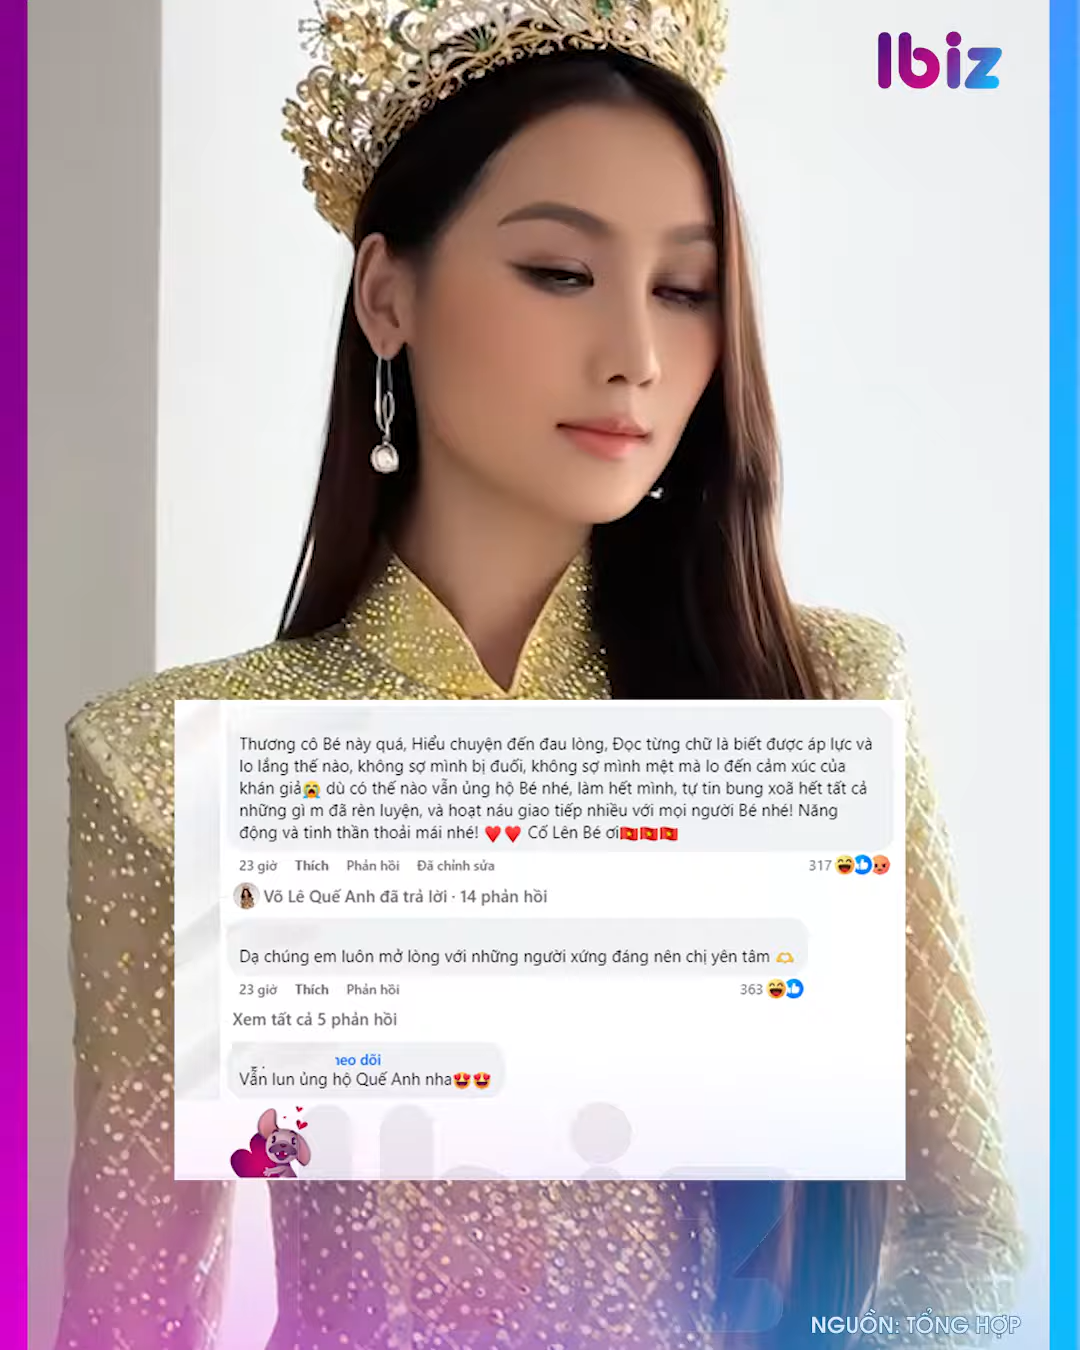 Ibiz
Thương cô Bé này quá, Hiểu chuyện đến đau lòng, Đọc từng chữ là biết được áp lực và
lo lắng thế nào, không sợ mình bị đuối, không sợ mình mệt mà lo đến cảm xúc của
khán giả😭 dù có thế nào vẫn ủng hộ Bé nhé, làm hết mình, tự tin bung xoã hết tất cả
những gì m đã rèn luyện, và hoạt náu giao tiếp nhiều với mọi người Bé nhé! Năng
động và tinh thần thoải mái nhé! ❤️❤️ Cố Lên Bé ơi🇻🇳🇻🇳🇻🇳
23 giờ Thích Phản hồi Đã chỉnh sửa 317
Võ Lê Quế Anh đã trả lời · 14 phản hồi
Dạ chúng em luôn mở lòng với những người xứng đáng nên chị yên tâm 🫶
23 giờ Thích Phản hồi 363
Xem tất cả 5 phản hồi
heo dõi
Vẫn lun ủng hộ Quế Anh nha😍😍
Ibiz
NGUỒN: TỔNG HỢP